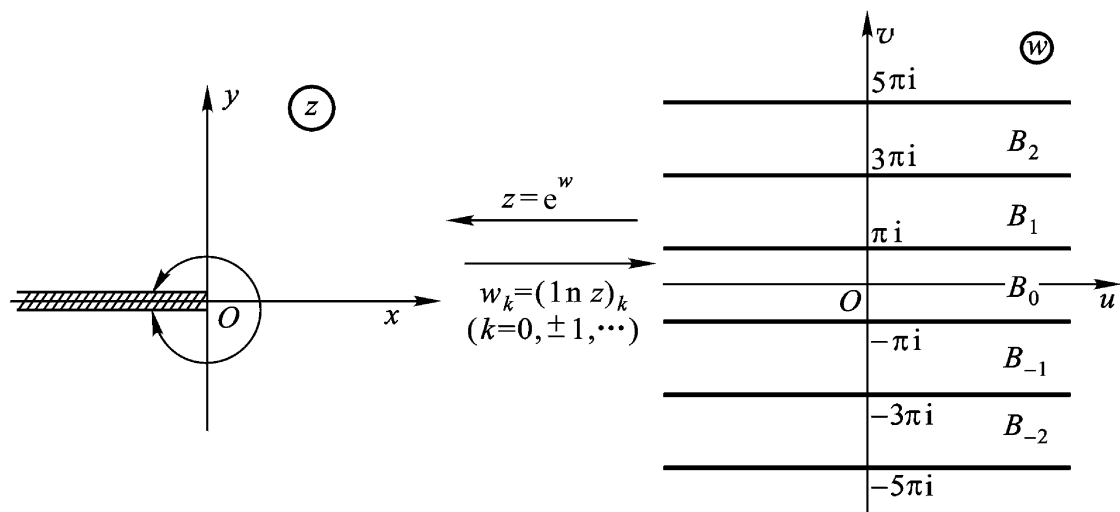 y
z
O
x
z=e^w
w_k=(ln z)_k
(k=0,±1,⋯)
v
w
5πi
B_2
3πi
B_1
πi
O
B_0
u
-πi
B_{-1}
-3πi
B_{-2}
-5πi